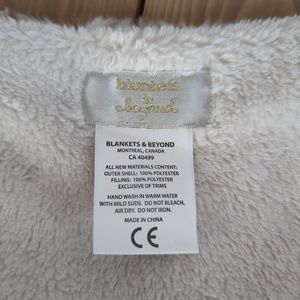 blankets
&
beyond
BLANKETS & BEYOND
MONTREAL, CANADA
CA 40499
ALL NEW MATERIALS CONTENT:
OUTER SHELL: 100% POLYESTER
FILLING: 100% POLYESTER
EXCLUSIVE OF TRIMS
HAND WASH IN WARM WATER
WITH MILD SUDS. DO NOT BLEACH.
AIR DRY. DO NOT IRON.
MADE IN CHINA
CE